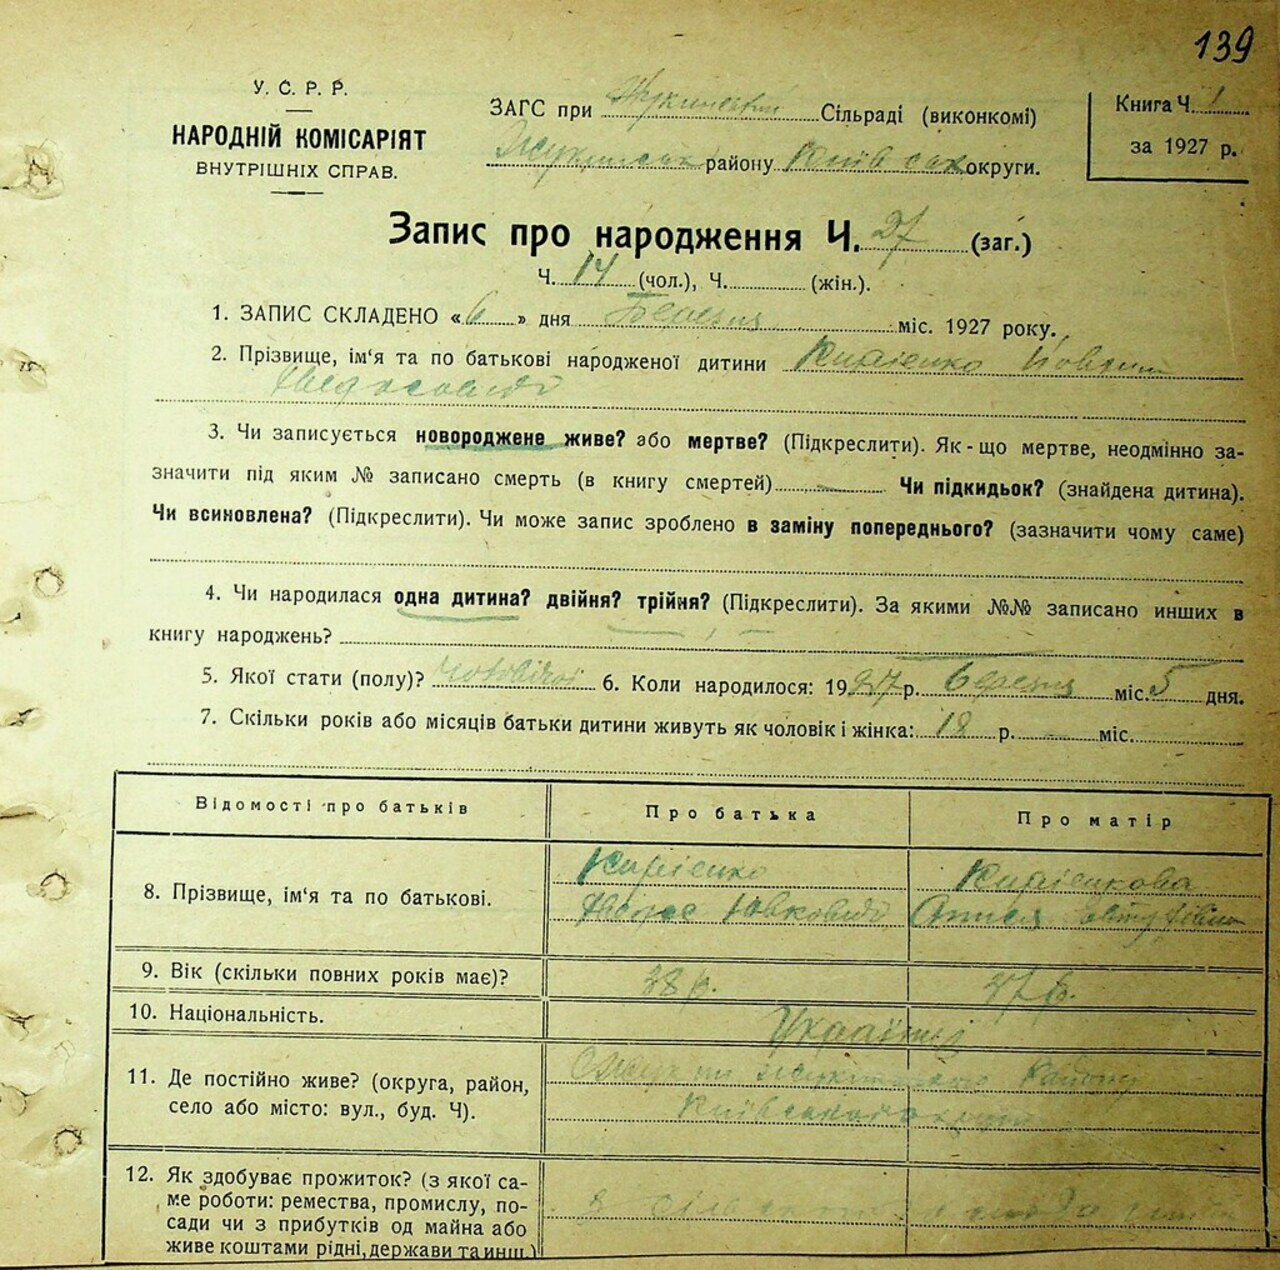 139
У. С. Р. Р.
НАРОДНІЙ КОМІСАРІЯТ
ВНУТРІШНІХ СПРАВ.
ЗАГС при Сільраді (виконкомі)
району округи.
Книга Ч. 1
за 1927 р.
Запис про народження Ч. 27 (заг.)
Ч. 14 (чол.), Ч. (жін.).
1. ЗАПИС СКЛАДЕНО « 6 » дня Березня міс. 1927 року.
2. Прізвище, ім'я та по батькові народженої дитини Кирієнко
3. Чи записується новороджене живе? або мертве? (Підкреслити). Як-що мертве, неодмінно за-
значити під яким № записано смерть (в книгу смертей) Чи підкидьок? (знайдена дитина).
Чи всиновлена? (Підкреслити). Чи може запис зроблено в заміну попереднього? (зазначити чому саме)
4. Чи народилася одна дитина? двійня? трійня? (Підкреслити). За якими №№ записано инших в
книгу народжень?
5. Якої стати (полу)? 6. Коли народилося: 1927 р. березня міс. 5 дня.
7. Скільки років або місяців батьки дитини живуть як чоловік і жінка: 18 р. — міс.
Відомості про батьків Про батька Про матір
8. Прізвище, ім'я та по батькові. Кирієнко Кирієнкова
9. Вік (скільки повних років має)? 38 р. 37 р.
10. Національність.
11. Де постійно живе? (округа, район,
село або місто: вул., буд. Ч).
12. Як здобуває прожиток? (з якої са-
ме роботи: ремества, промислу, по-
сади чи з прибутків од майна або
живе коштами рідні, держави та инш.)